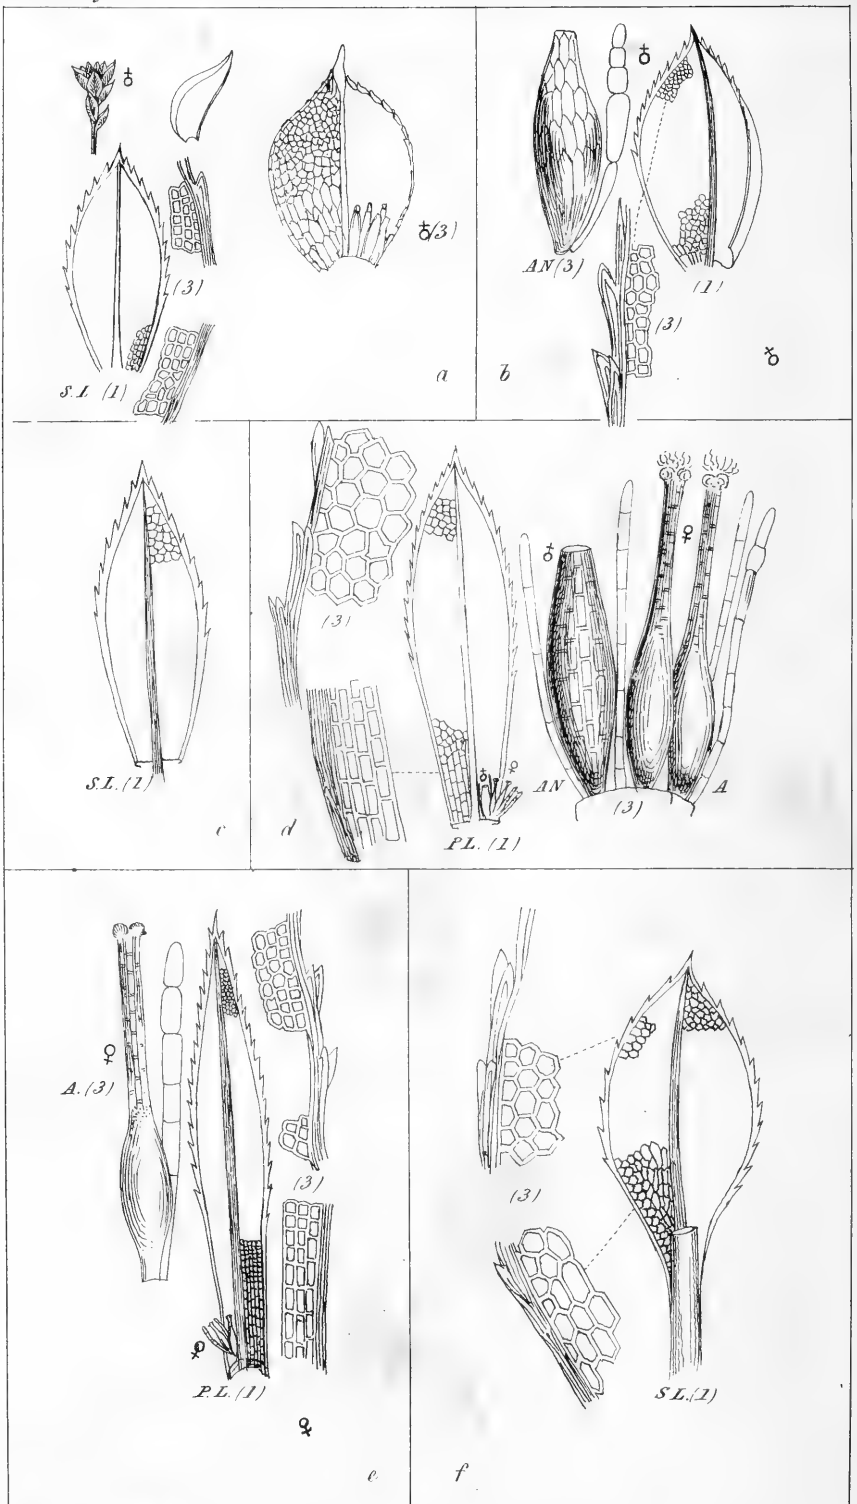 ♂
(3)
♂(3)
S.L (1)
a
♂
AN (3)
(1)
(3)
♂
b
S.L. (1)
c
(3)
♂
♀
♂ ♀
AN
(3)
A
P.L. (1)
d
♀
A. (3)
(3)
♀
P.L. (1)
♀
e
(3)
S L.(1)
f